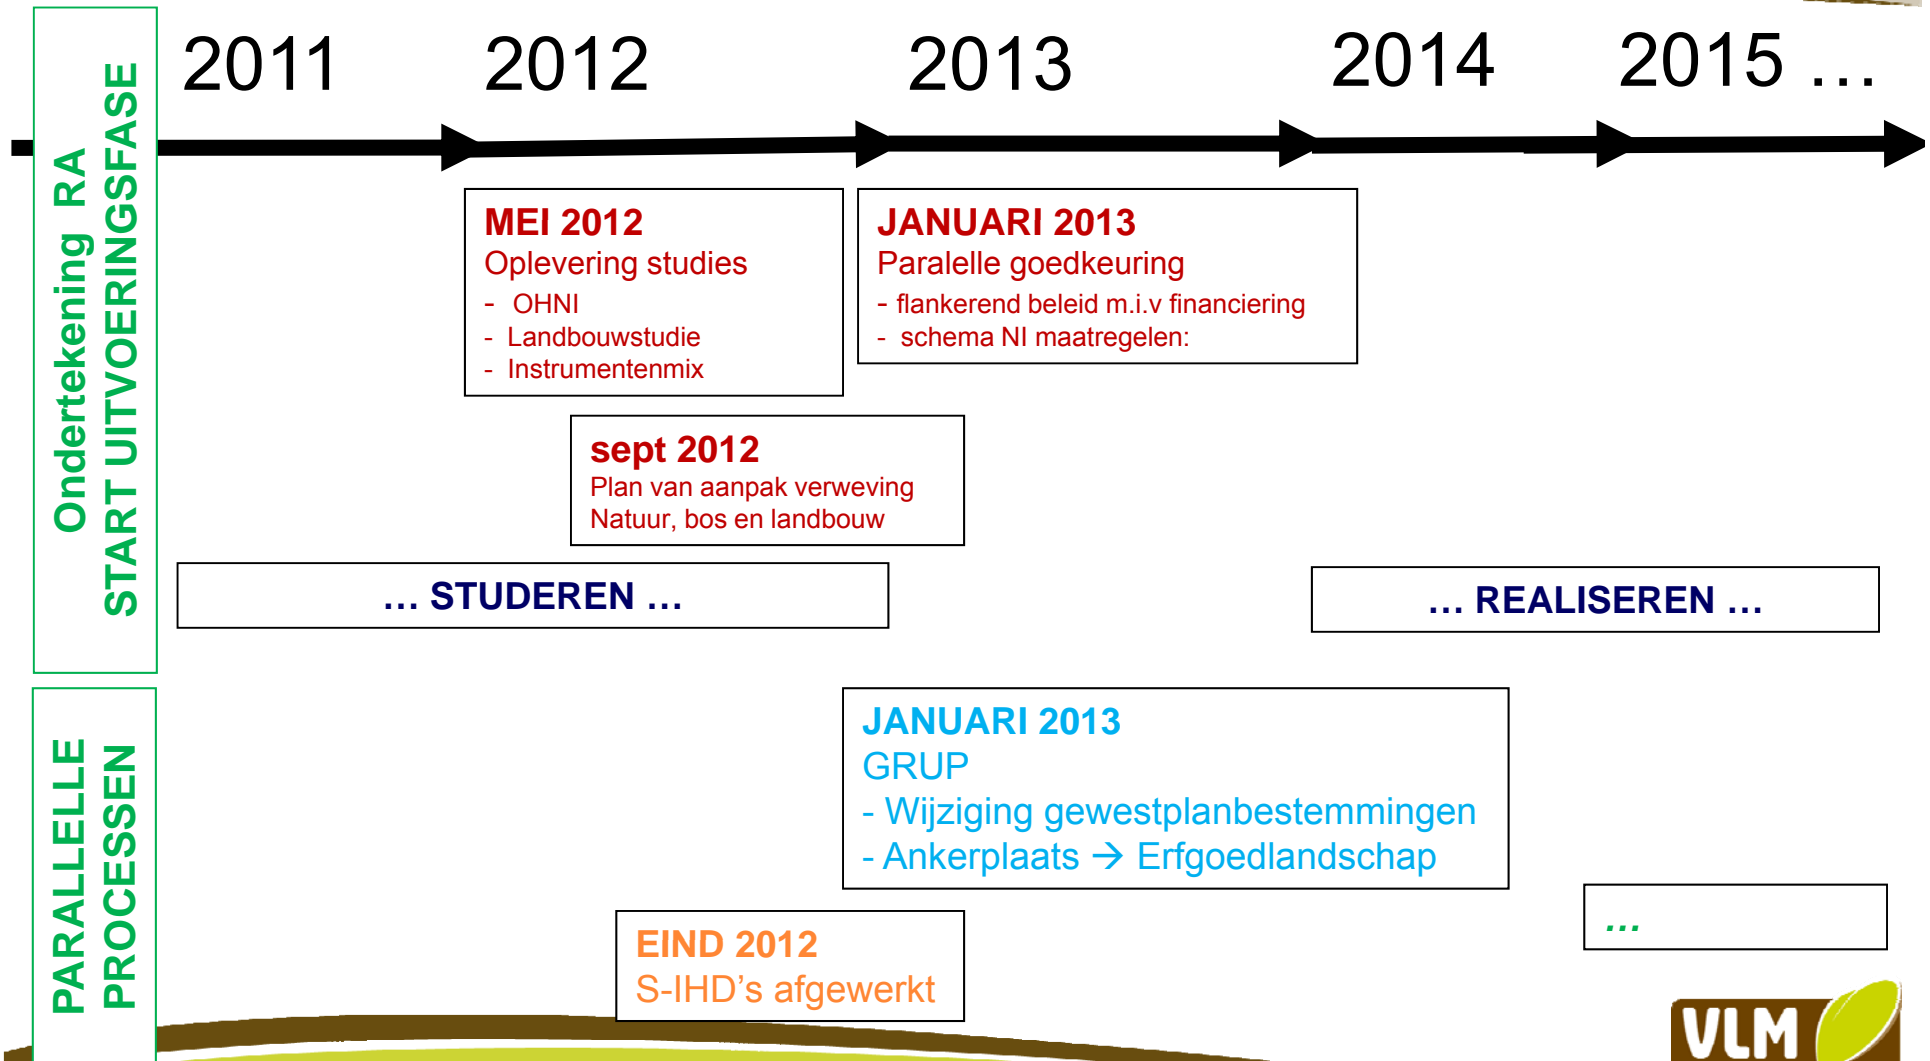 2011 2012 2013 2014 2015 …
Ondertekening RA
START UITVOERINGSFASE
MEI 2012
Oplevering studies
- OHNI
- Landbouwstudie
- Instrumentenmix
JANUARI 2013
Paralelle goedkeuring
- flankerend beleid m.i.v financiering
- schema NI maatregelen:
sept 2012
Plan van aanpak verweving
Natuur, bos en landbouw
… STUDEREN …
… REALISEREN …
PARALLELLE
PROCESSEN
JANUARI 2013
GRUP
- Wijziging gewestplanbestemmingen
- Ankerplaats → Erfgoedlandschap
…
EIND 2012
S-IHD’s afgewerkt
VLM